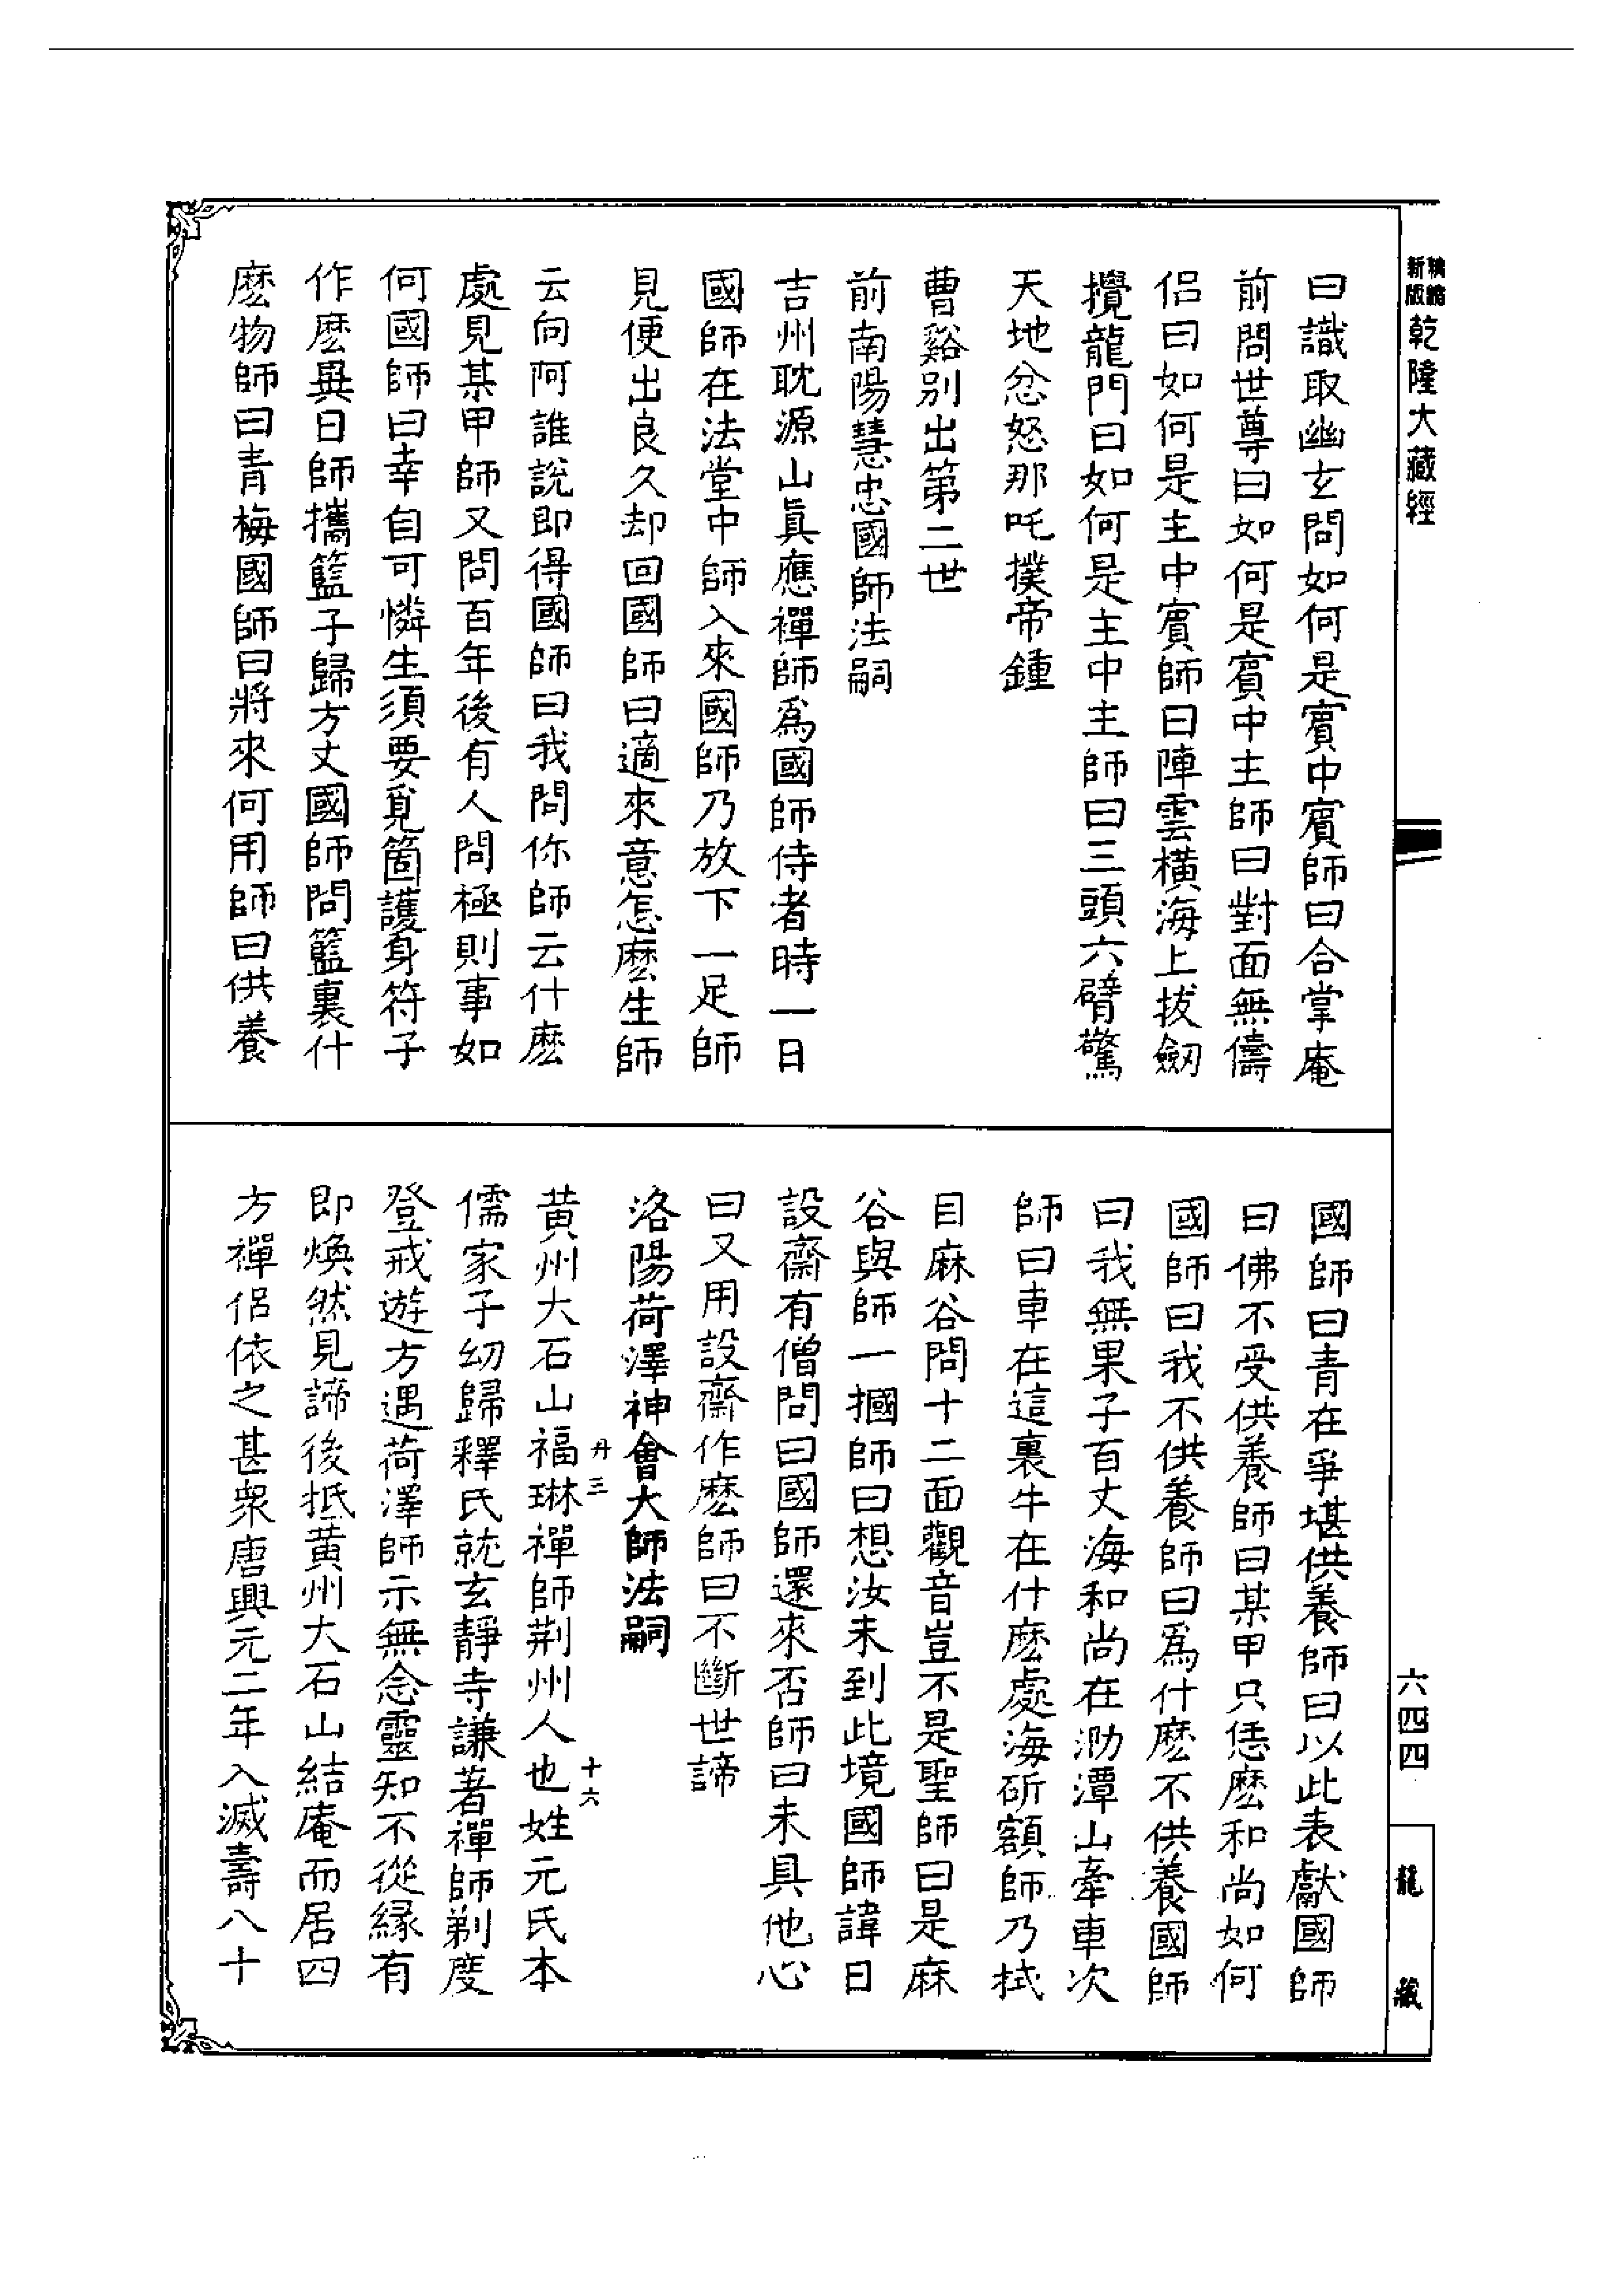 精縮新版乾隆大藏經
曰識取幽玄問如何是賓中賓師曰合掌庵
前問世尊曰如何是賓中主師曰對面無儔
侶曰如何是主中賓師曰陣雲橫海上拔劒
攪龍門曰如何是主中主師曰三頭六臂驚
天地忿怒那吒撲帝鍾
曹谿別出第二世
前南陽慧忠國師法嗣
吉州耽源山真應禪師為國師侍者時一日
國師在法堂中師入來國師乃放下一足師
見便出良久却回國師曰適來意怎麼生師
云向阿誰說即得國師曰我問你師云什麼
處見某甲師又問百年後有人問極則事如
何國師曰幸自可憐生須要覓箇護身符子
作麼異日師攜籃子歸方丈國師問籃裏什
麼物師曰青梅國師曰將來何用師曰供養
國師曰青在爭堪供養師曰以此表獻國師
曰佛不受供養師曰某甲只恁麼和尚如何
國師曰我不供養師曰為什麼不供養國師
曰我無果子百丈海和尚在泐潭山牽車次
師曰車在這裏牛在什麼處海斫額師乃拭
目麻谷問十二面觀音豈不是聖師曰是麻
谷與師一摑師曰想汝未到此境國師諱日
設齋有僧問曰國師還來否師曰未具他心
曰又用設齋作麼師曰不斷世諦
洛陽荷澤神會大師法嗣
黃州大石山福琳禪師荆州人也姓元氏本
儒家子幼歸釋氏就玄靜寺謙著禪師剃度
登戒遊方遇荷澤師示無念靈知不從緣有
即煥然見諦後抵黃州大石山結庵而居四
方禪侶依之甚衆唐興元二年入滅壽八十
三
十六
六四四
龍藏